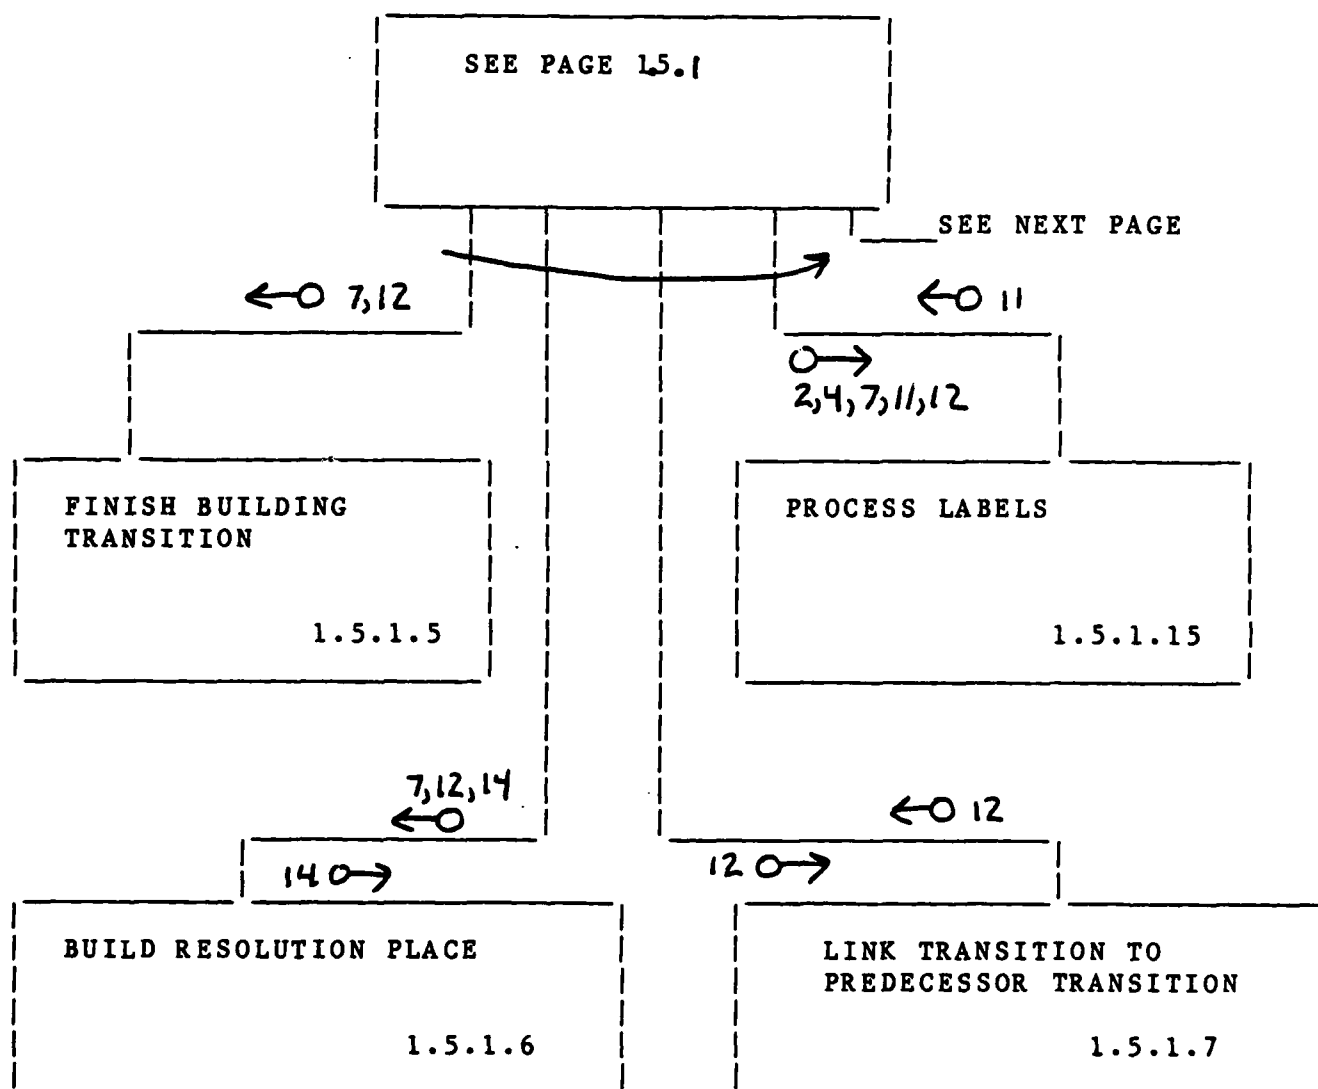 SEE PAGE 1.5.1
SEE NEXT PAGE
7,12
11
2,4,7,11,12
FINISH BUILDING
TRANSITION
1.5.1.5
PROCESS LABELS
1.5.1.15
7,12,14
12
14
12
BUILD RESOLUTION PLACE
1.5.1.6
LINK TRANSITION TO
PREDECESSOR TRANSITION
1.5.1.7